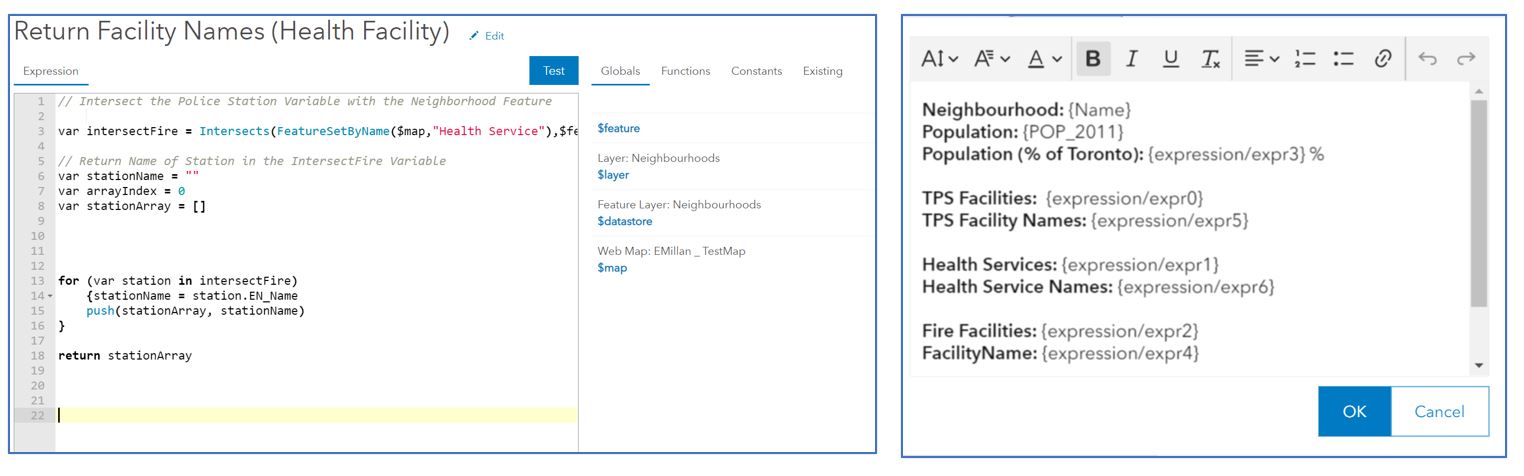 Return Facility Names (Health Facility) Edit
Expression Test Globals Functions Constants Existing
1 // Intersect the Police Station Variable with the Neighborhood Feature
2
3 var intersectFire = Intersects(FeatureSetByName($map,"Health Service"),$fe
4
5 // Return Name of Station in the IntersectFire Variable
6 var stationName = ""
7 var arrayIndex = 0
8 var stationArray = []
9
10
11
12
13 for (var station in intersectFire)
14 {stationName = station.EN_Name
15 push(stationArray, stationName)
16 }
17
18 return stationArray
19
20
21
22
$feature
Layer: Neighbourhoods
$layer
Feature Layer: Neighbourhoods
$datastore
Web Map: EMillan _ TestMap
$map
A A A B I U Tx
Neighbourhood: {Name}
Population: {POP_2011}
Population (% of Toronto): {expression/expr3} %
TPS Facilities: {expression/expr0}
TPS Facility Names: {expression/expr5}
Health Services: {expression/expr1}
Health Service Names: {expression/expr6}
Fire Facilities: {expression/expr2}
FacilityName: {expression/expr4}
OK Cancel